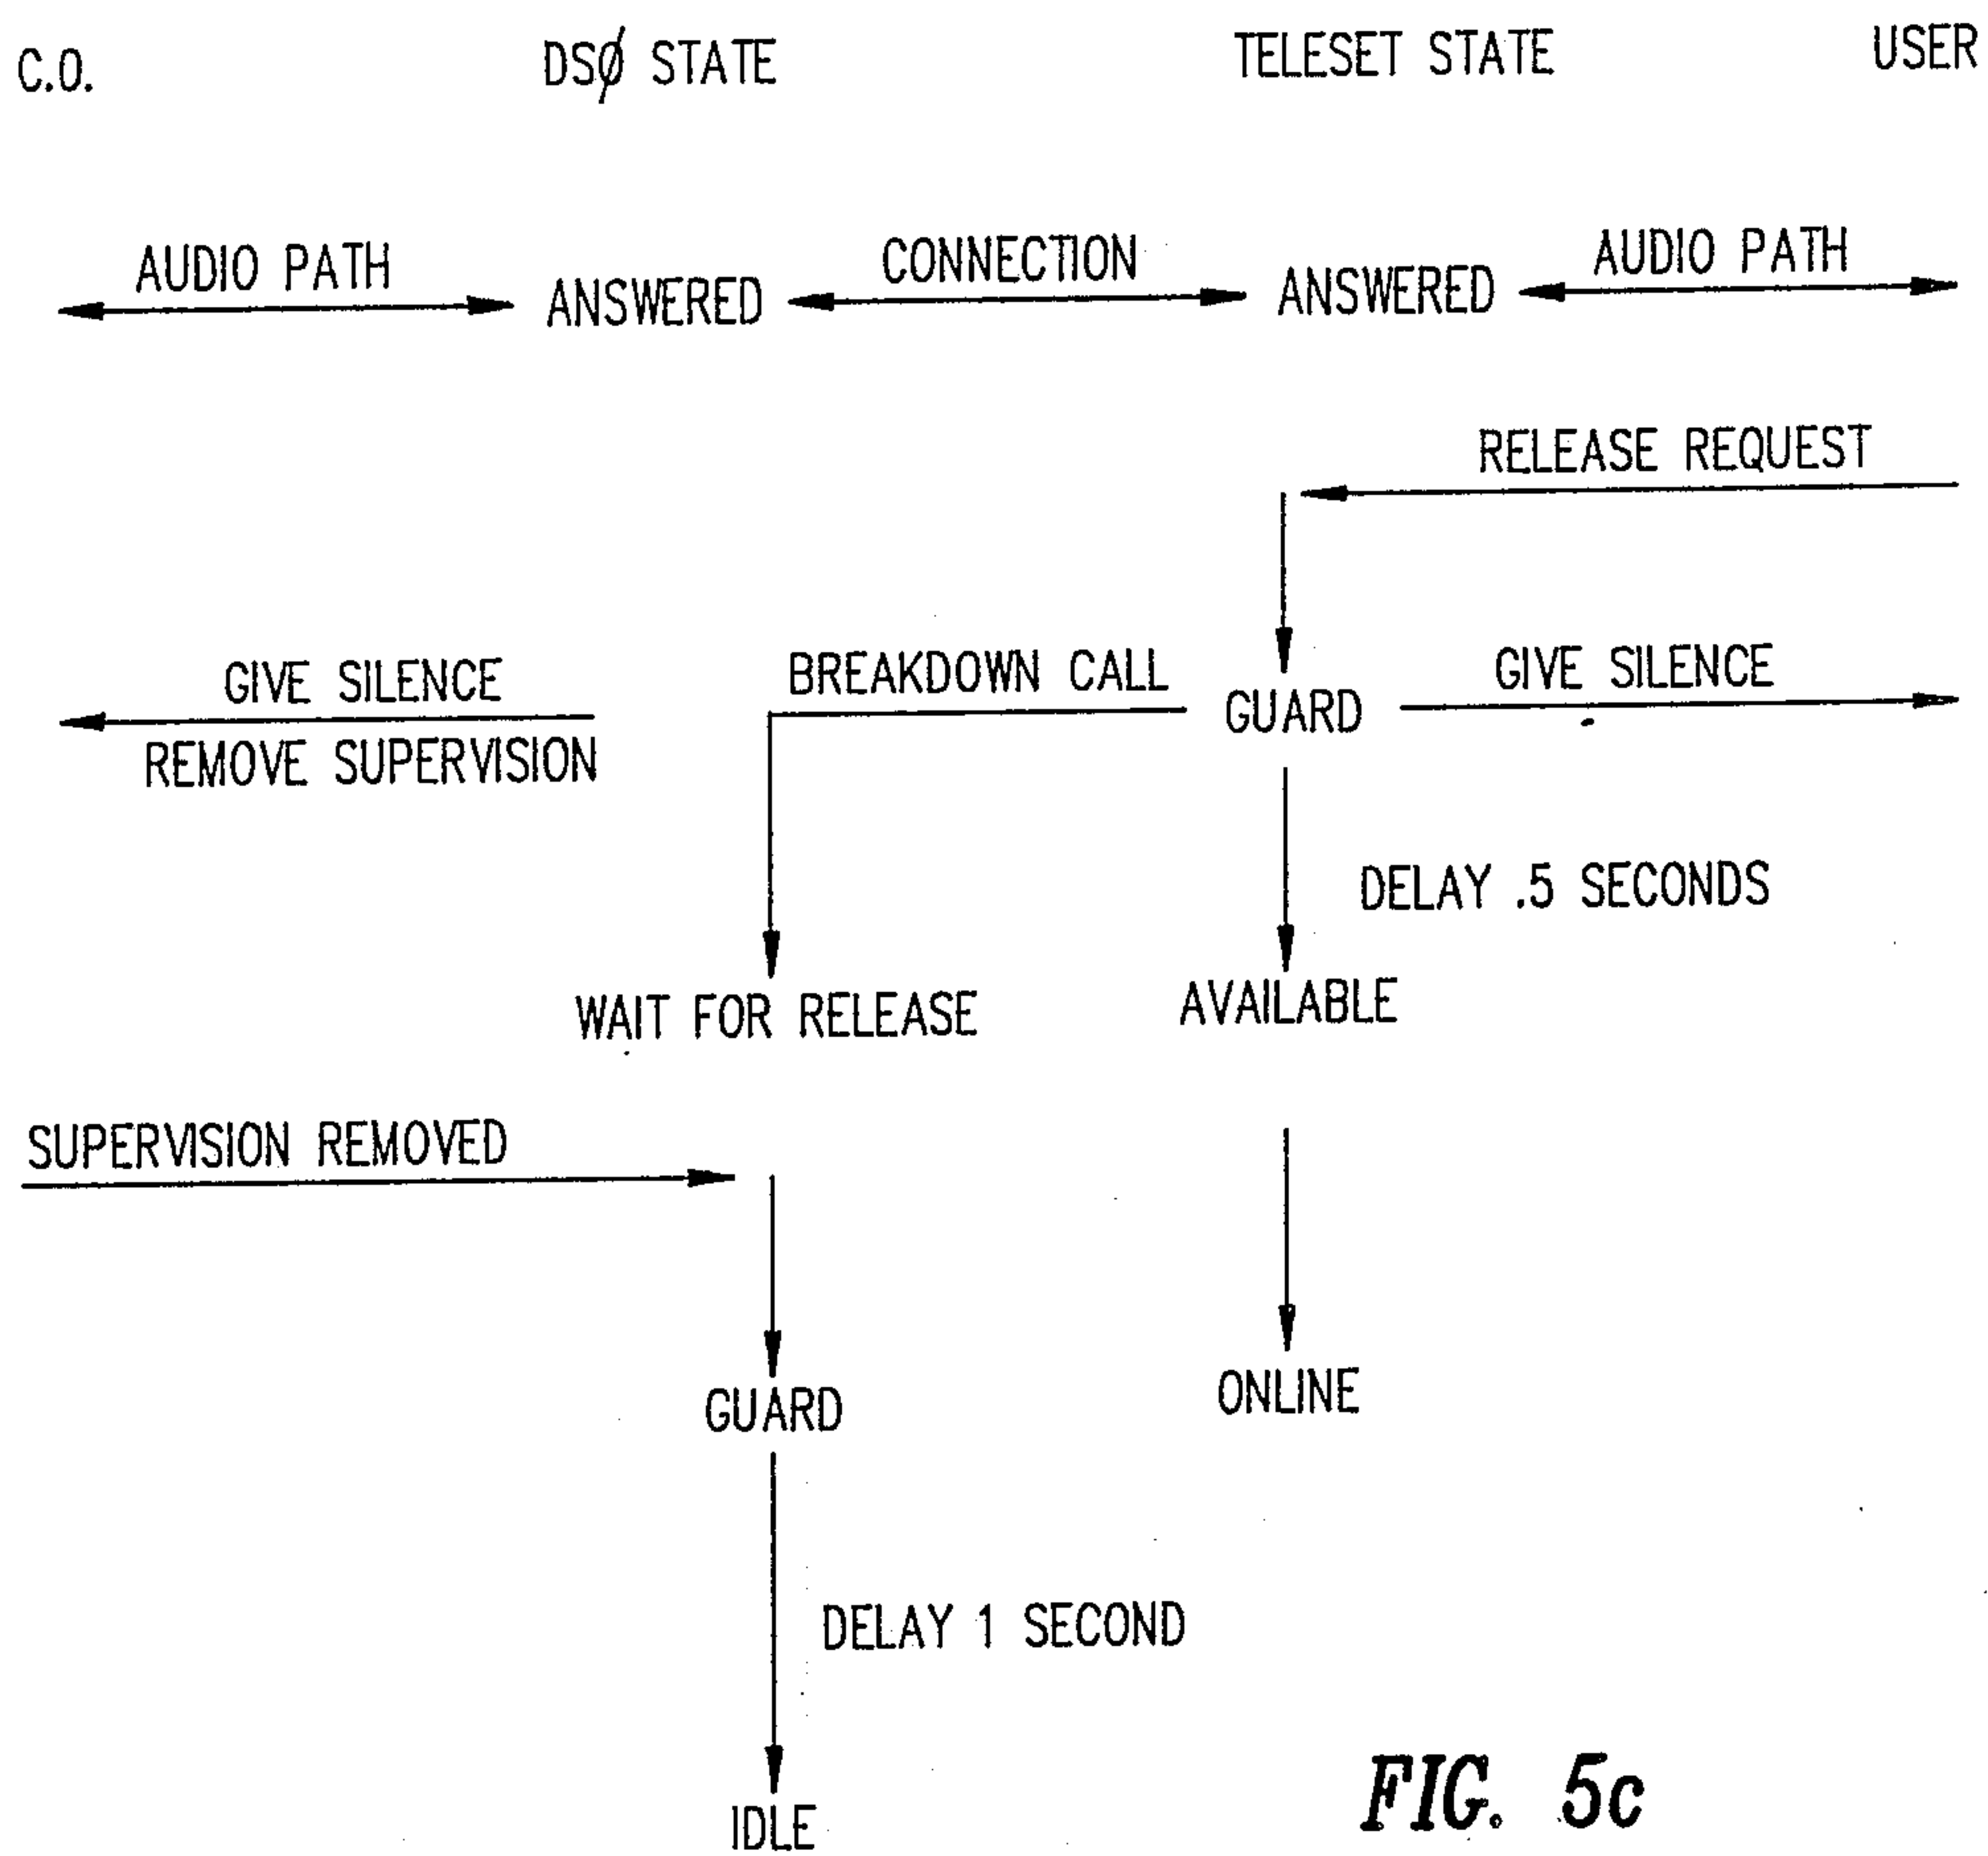 C.O.
DSØ STATE
TELESET STATE
USER
AUDIO PATH
ANSWERED
CONNECTION
ANSWERED
AUDIO PATH
RELEASE REQUEST
GIVE SILENCE
REMOVE SUPERVISION
BREAKDOWN CALL
GUARD
GIVE SILENCE
DELAY .5 SECONDS
WAIT FOR RELEASE
AVAILABLE
SUPERVISION REMOVED
GUARD
ONLINE
DELAY 1 SECOND
IDLE
FIG. 5c